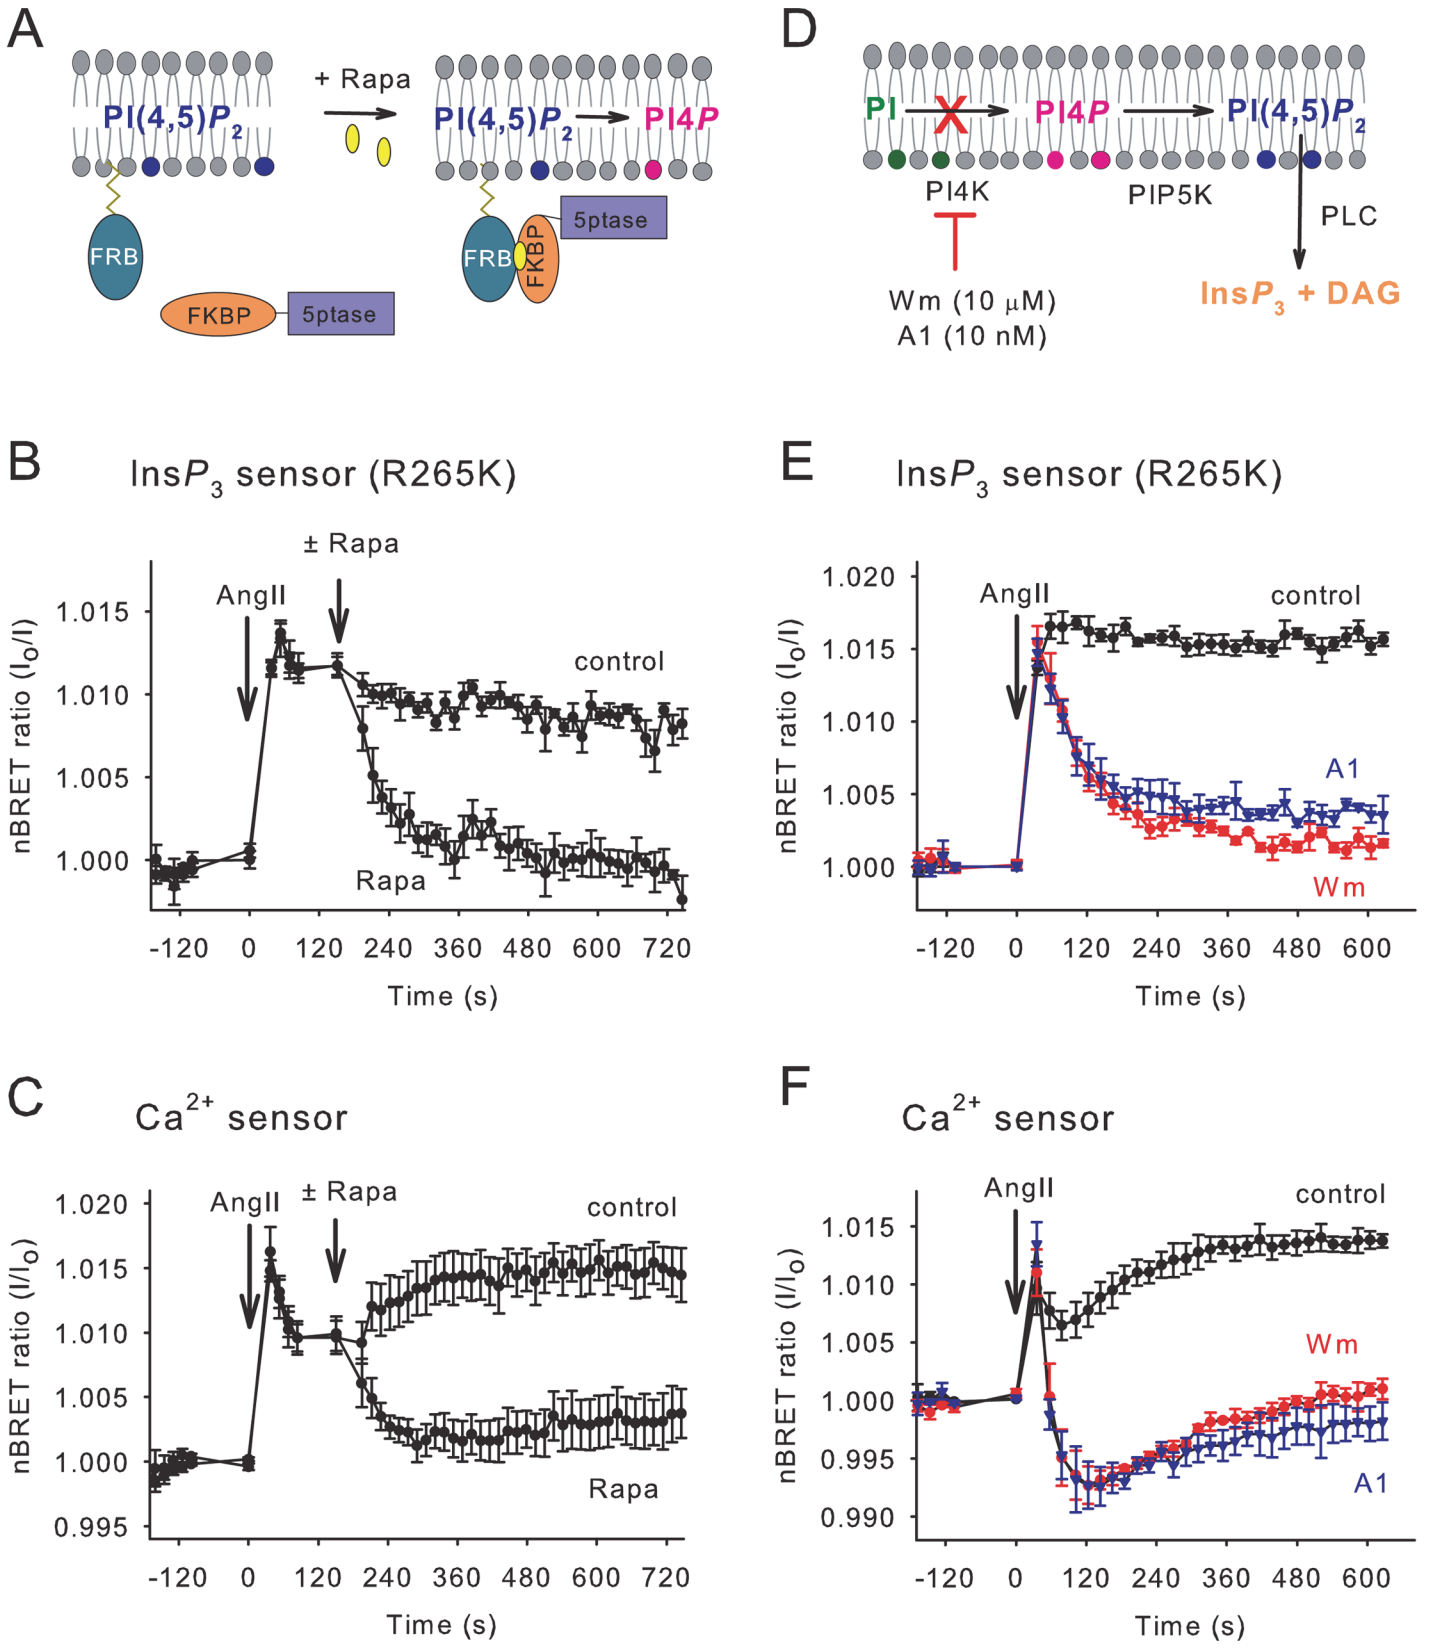 A
+ Rapa
PI(4,5)P2
PI(4,5)P2
PI4P
FRB
FKBP
5ptase
FRB
FKBP
5ptase
D
PI
X
PI4P
PI(4,5)P2
PI4K
PIP5K
PLC
Wm (10 μM)
A1 (10 nM)
InsP3 + DAG
B
InsP3 sensor (R265K)
± Rapa
AngII
control
Rapa
nBRET ratio (Io/I)
1.015
1.010
1.005
1.000
-120 0 120 240 360 480 600 720
Time (s)
E
InsP3 sensor (R265K)
AngII
control
A1
Wm
nBRET ratio (Io/I)
1.020
1.015
1.010
1.005
1.000
-120 0 120 240 360 480 600
Time (s)
C
Ca2+ sensor
AngII
± Rapa
control
Rapa
nBRET ratio (I/Io)
1.020
1.015
1.010
1.005
1.000
0.995
-120 0 120 240 360 480 600 720
Time (s)
F
Ca2+ sensor
AngII
control
Wm
A1
nBRET ratio (I/Io)
1.015
1.010
1.005
1.000
0.995
0.990
-120 0 120 240 360 480 600
Time (s)